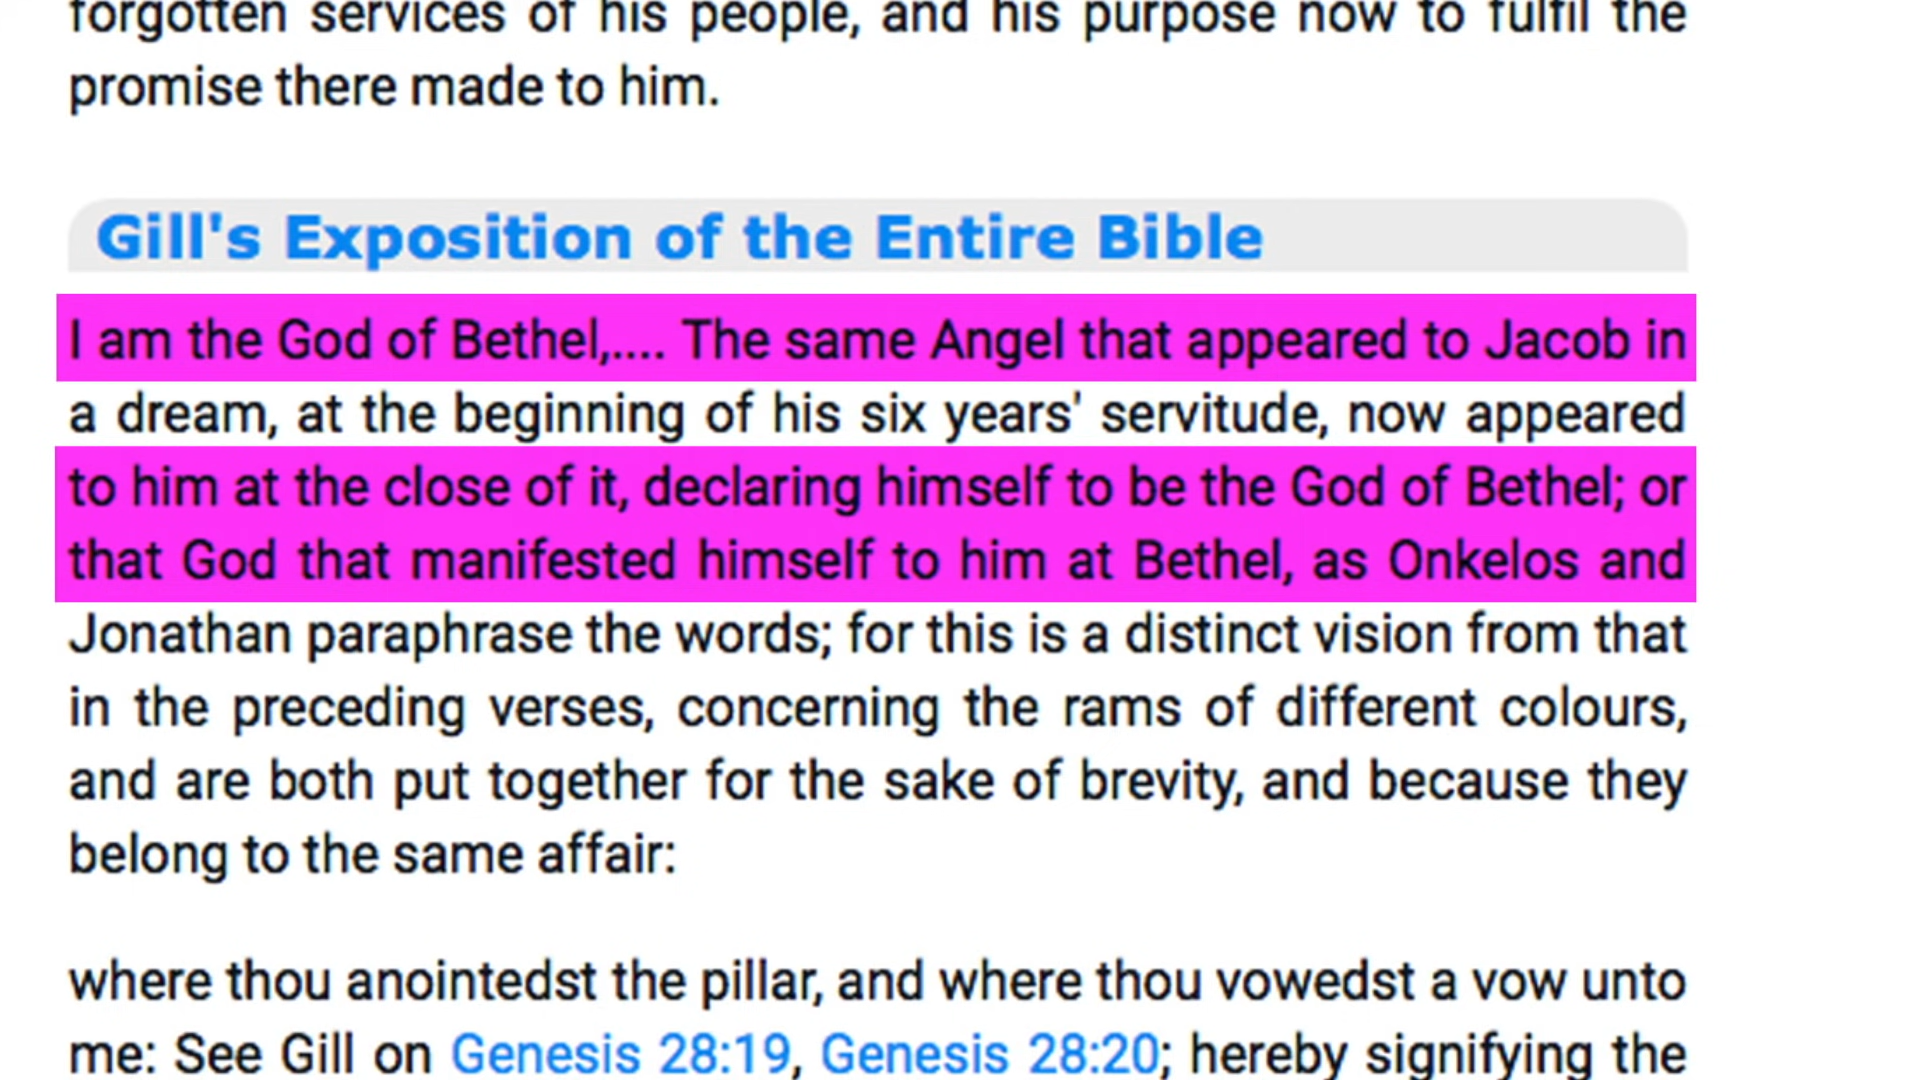 forgotten services of his people, and his purpose now to fulfil the
promise there made to him.
Gill's Exposition of the Entire Bible
I am the God of Bethel,.... The same Angel that appeared to Jacob in
a dream, at the beginning of his six years' servitude, now appeared
to him at the close of it, declaring himself to be the God of Bethel; or
that God that manifested himself to him at Bethel, as Onkelos and
Jonathan paraphrase the words; for this is a distinct vision from that
in the preceding verses, concerning the rams of different colours,
and are both put together for the sake of brevity, and because they
belong to the same affair:
where thou anointedst the pillar, and where thou vowedst a vow unto
me: See Gill on Genesis 28:19, Genesis 28:20; hereby signifying the